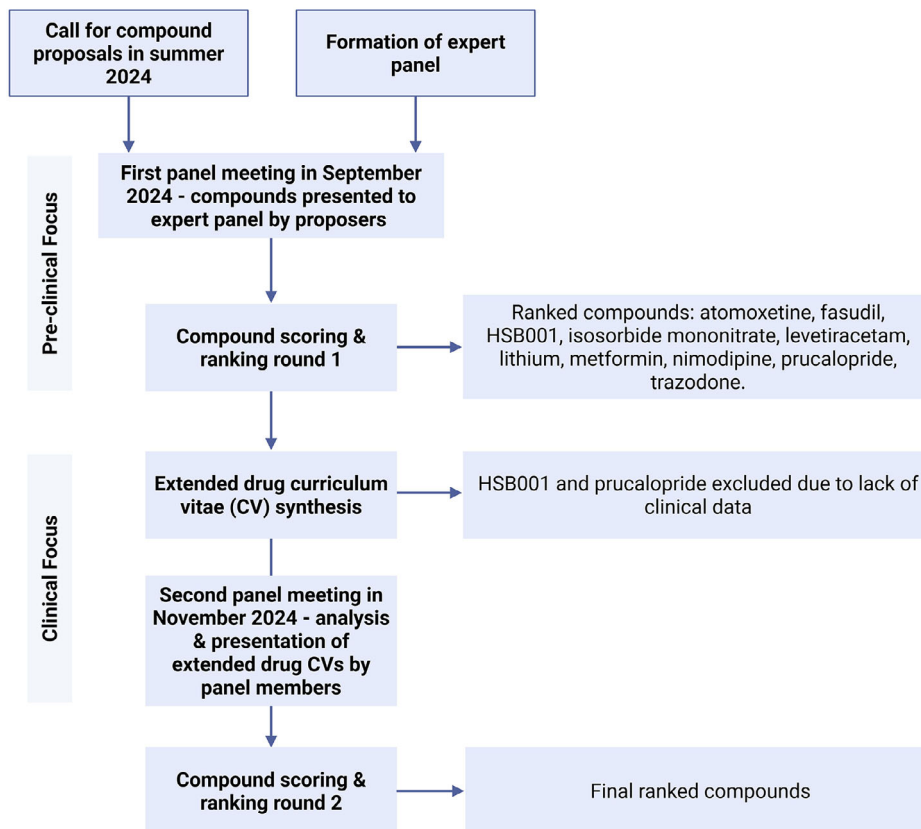 Call for compound
proposals in summer
2024
Formation of expert
panel
Pre-clinical Focus
First panel meeting in September
2024 - compounds presented to
expert panel by proposers
Compound scoring &
ranking round 1
Ranked compounds: atomoxetine, fasudil,
HSB001, isosorbide mononitrate, levetiracetam,
lithium, metformin, nimodipine, prucalopride,
trazodone.
Clinical Focus
Extended drug curriculum
vitae (CV) synthesis
HSB001 and prucalopride excluded due to lack of
clinical data
Second panel meeting in
November 2024 - analysis
& presentation of
extended drug CVs by
panel members
Compound scoring &
ranking round 2
Final ranked compounds